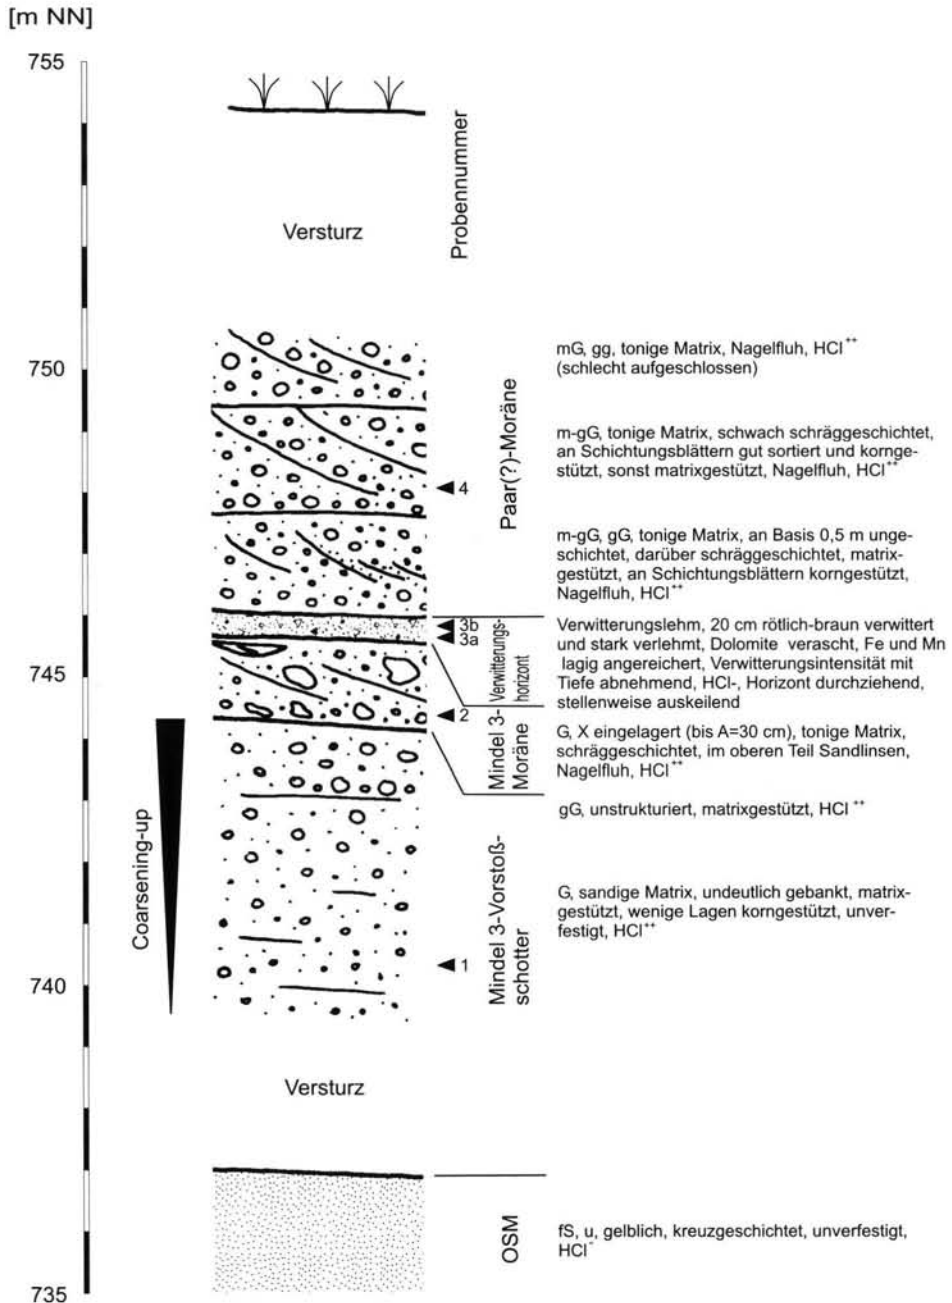 [m NN]
755
750
745
740
735
Coarsening-up
Versturz
Versturz
Probennummer
4
3b
3a
2
1
Paar(?)-Moräne
Verwitterungs-
horizont
Mindel 3-
Moräne
Mindel 3-Vorstoß-
schotter
OSM
mG, gg, tonige Matrix, Nagelfluh, HCl++
(schlecht aufgeschlossen)
m-gG, tonige Matrix, schwach schräggeschichtet,
an Schichtungsblättern gut sortiert und kornge-
stützt, sonst matrixgestützt, Nagelfluh, HCl++
m-gG, gG, tonige Matrix, an Basis 0,5 m unge-
schichtet, darüber schräggeschichtet, matrix-
gestützt, an Schichtungsblättern korngestützt,
Nagelfluh, HCl++
Verwitterungslehm, 20 cm rötlich-braun verwittert
und stark verlehmt, Dolomite verascht, Fe und Mn
lagig angereichert, Verwitterungsintensität mit
Tiefe abnehmend, HCl-, Horizont durchziehend,
stellenweise auskeilend
G, X eingelagert (bis A=30 cm), tonige Matrix,
schräggeschichtet, im oberen Teil Sandlinsen,
Nagelfluh, HCl++
gG, unstrukturiert, matrixgestützt, HCl ++
G, sandige Matrix, undeutlich gebankt, matrix-
gestützt, wenige Lagen korngestützt, unver-
festigt, HCl++
fS, u, gelblich, kreuzgeschichtet, unverfestigt,
HCl-